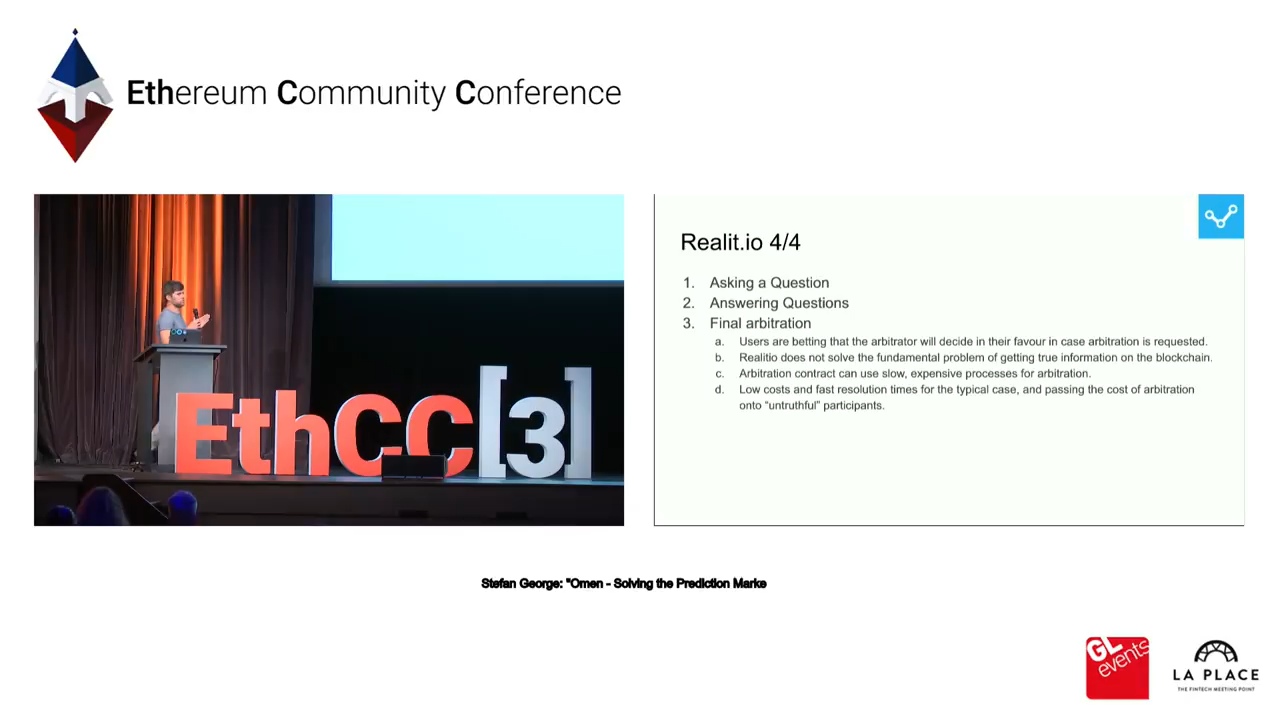 Ethereum Community Conference
EthCC[3]
Realit.io 4/4
1. Asking a Question
2. Answering Questions
3. Final arbitration
a. Users are betting that the arbitrator will decide in their favour in case arbitration is requested.
b. Realitio does not solve the fundamental problem of getting true information on the blockchain.
c. Arbitration contract can use slow, expensive processes for arbitration.
d. Low costs and fast resolution times for the typical case, and passing the cost of arbitration
onto “untruthful” participants.
Stefan George: "Omen - Solving the Prediction Marke
GL
events
LA PLACE
THE FINTECH MEETING POINT